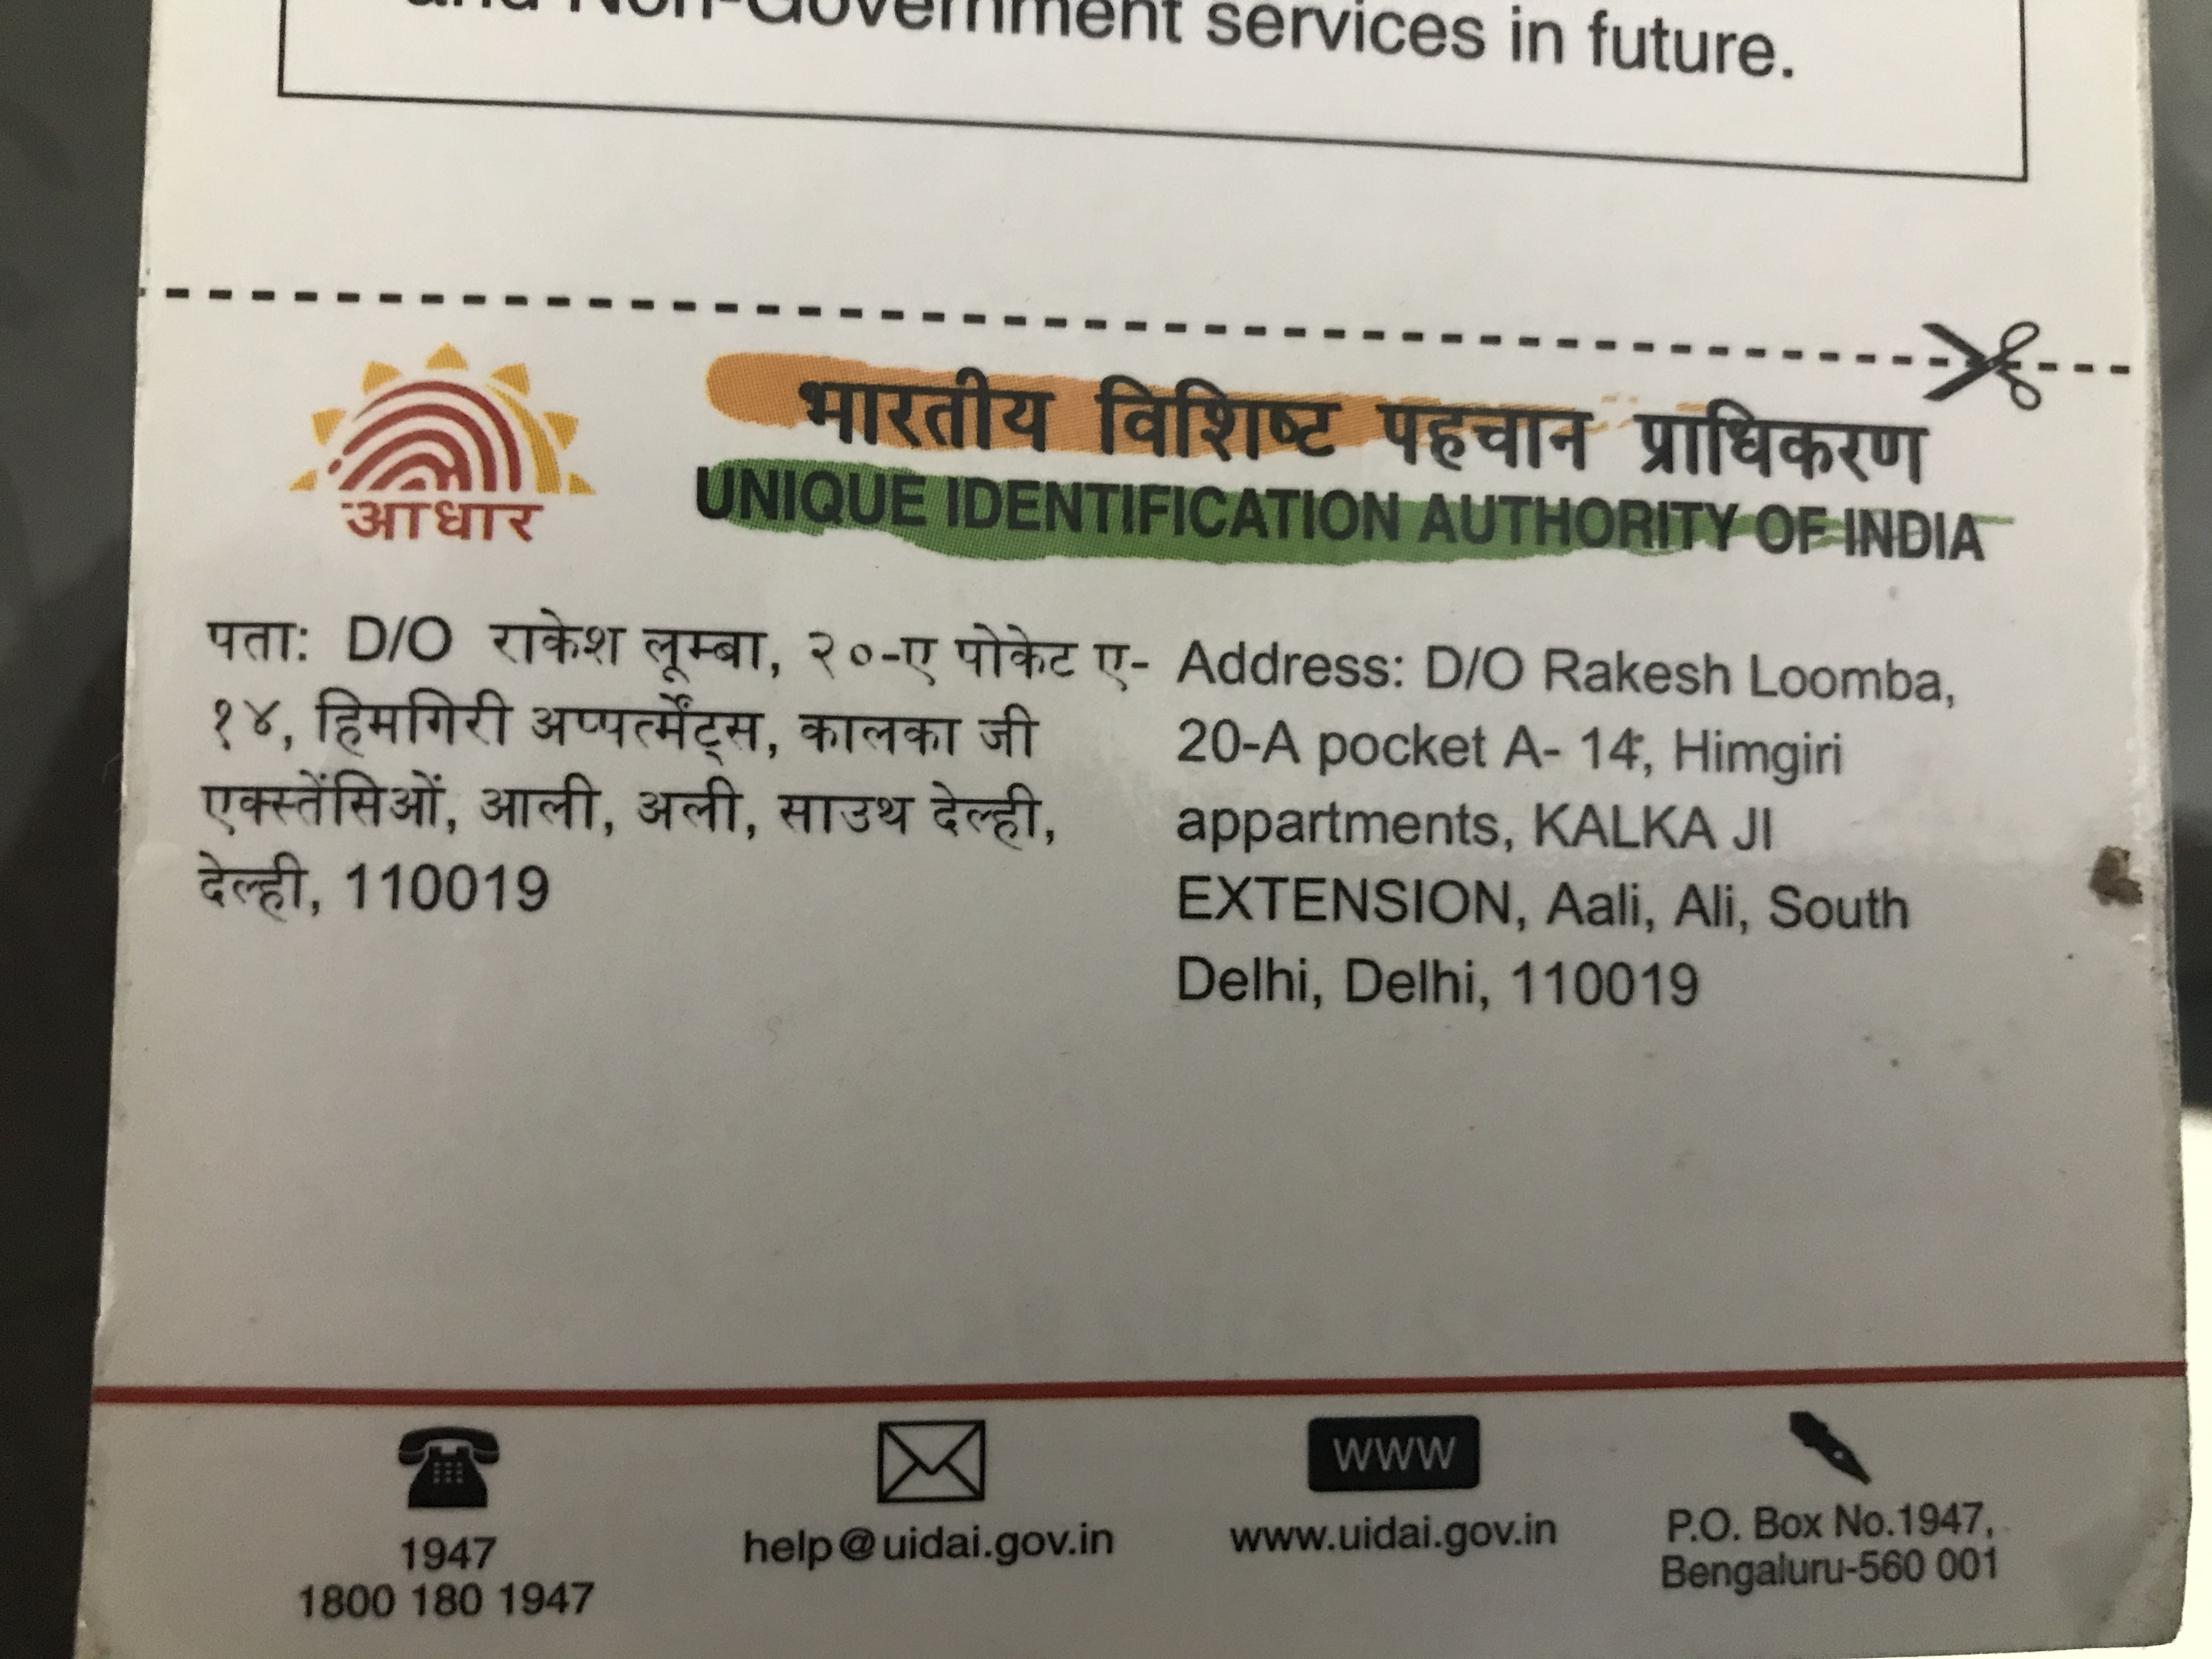 and Non-Government services in future.
आधार
भारतीय विशिष्ट पहचान प्राधिकरण
UNIQUE IDENTIFICATION AUTHORITY OF INDIA
पता: D/O राकेश लूम्बा, २०-ए पोकेट ए-
१४, हिमगिरी अप्पर्त्मेंट्स, कालका जी
एक्स्तेंसिओं, आली, अली, साउथ देल्ही,
देल्ही, 110019
Address: D/O Rakesh Loomba,
20-A pocket A- 14, Himgiri
appartments, KALKA JI
EXTENSION, Aali, Ali, South
Delhi, Delhi, 110019
WWW
1947
1800 180 1947
help@uidai.gov.in
www.uidai.gov.in
P.O. Box No.1947,
Bengaluru-560 001